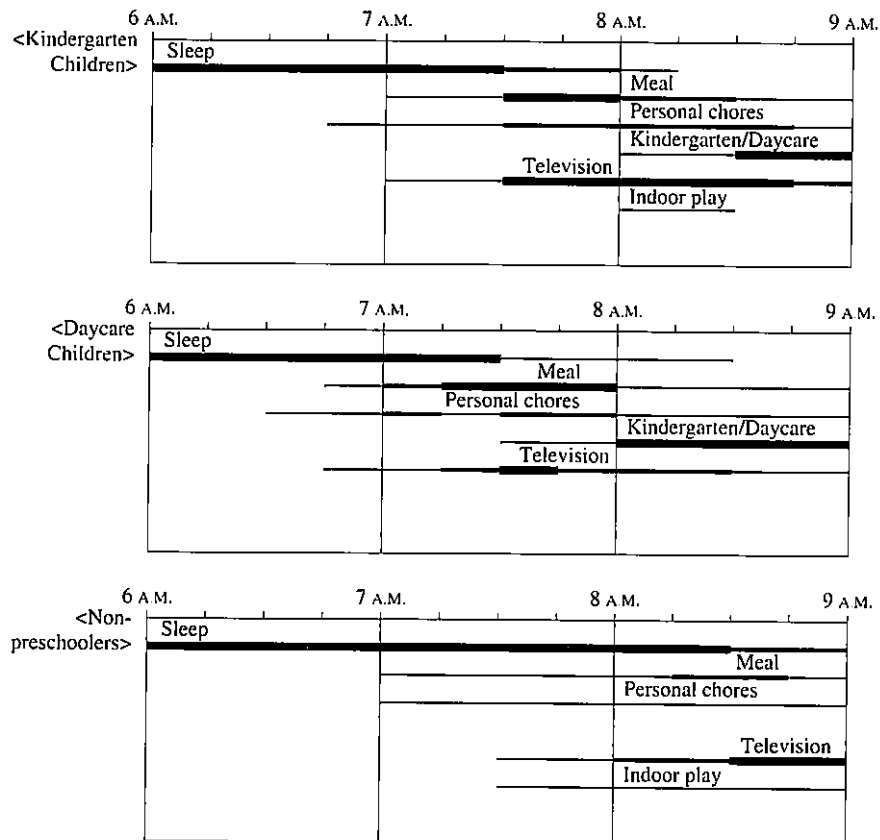 6 A.M. 7 A.M. 8 A.M. 9 A.M.
<Kindergarten
Children>
Sleep
Meal
Personal chores
Kindergarten/Daycare
Television
Indoor play
6 A.M. 7 A.M. 8 A.M. 9 A.M.
<Daycare
Children>
Sleep
Meal
Personal chores
Kindergarten/Daycare
Television
6 A.M. 7 A.M. 8 A.M. 9 A.M.
<Non-
preschoolers>
Sleep
Meal
Personal chores
Television
Indoor play